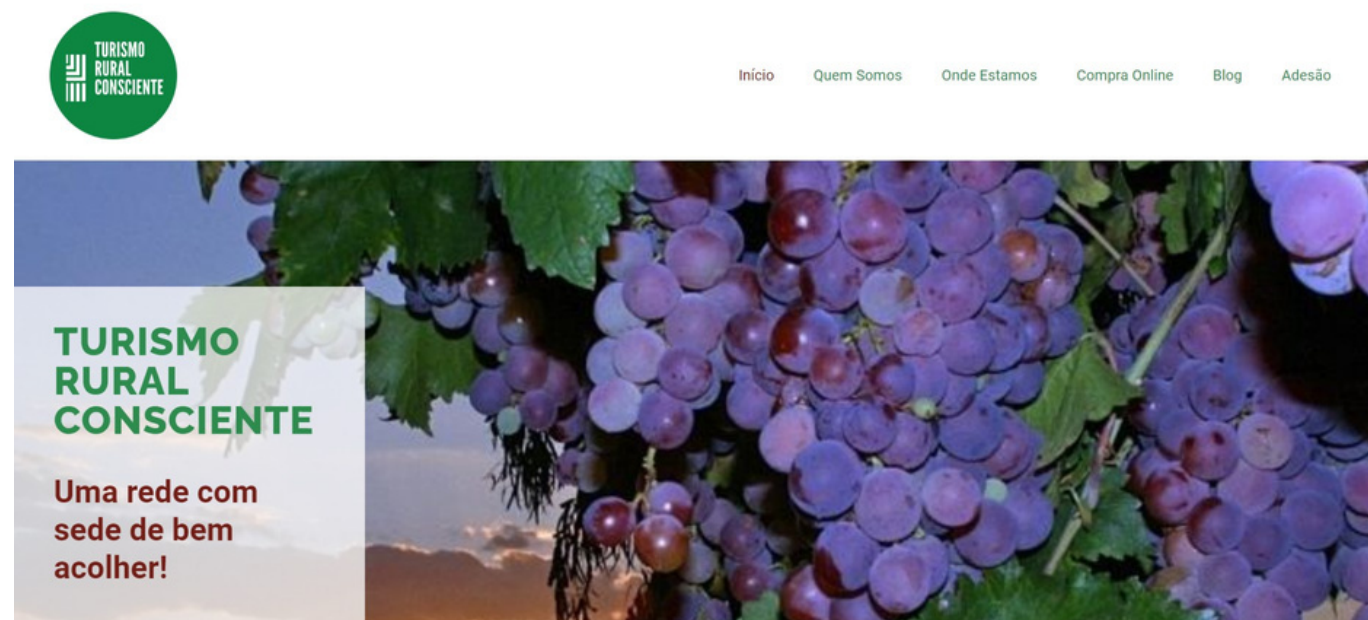 TURISMO
RURAL
CONSCIENTE
Início Quem Somos Onde Estamos Compra Online Blog Adesão
TURISMO
RURAL
CONSCIENTE
Uma rede com
sede de bem
acolher!